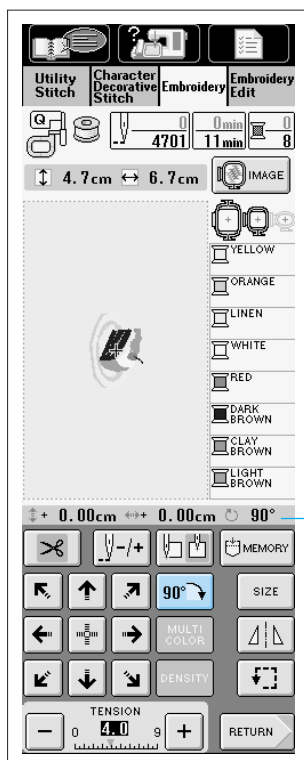 Utility Stitch
Character Decorative Stitch
Embroidery
Embroidery Edit
Q
0
4701
0min
11min
0
8
4.7cm 6.7cm
IMAGE
YELLOW
ORANGE
LINEN
WHITE
RED
DARK BROWN
CLAY BROWN
LIGHT BROWN
+ 0.00cm + 0.00cm 90°
-/+
MEMORY
90°
SIZE
MULTI COLOR
DENSITY
TENSION
- 0 4.0 9 +
RETURN